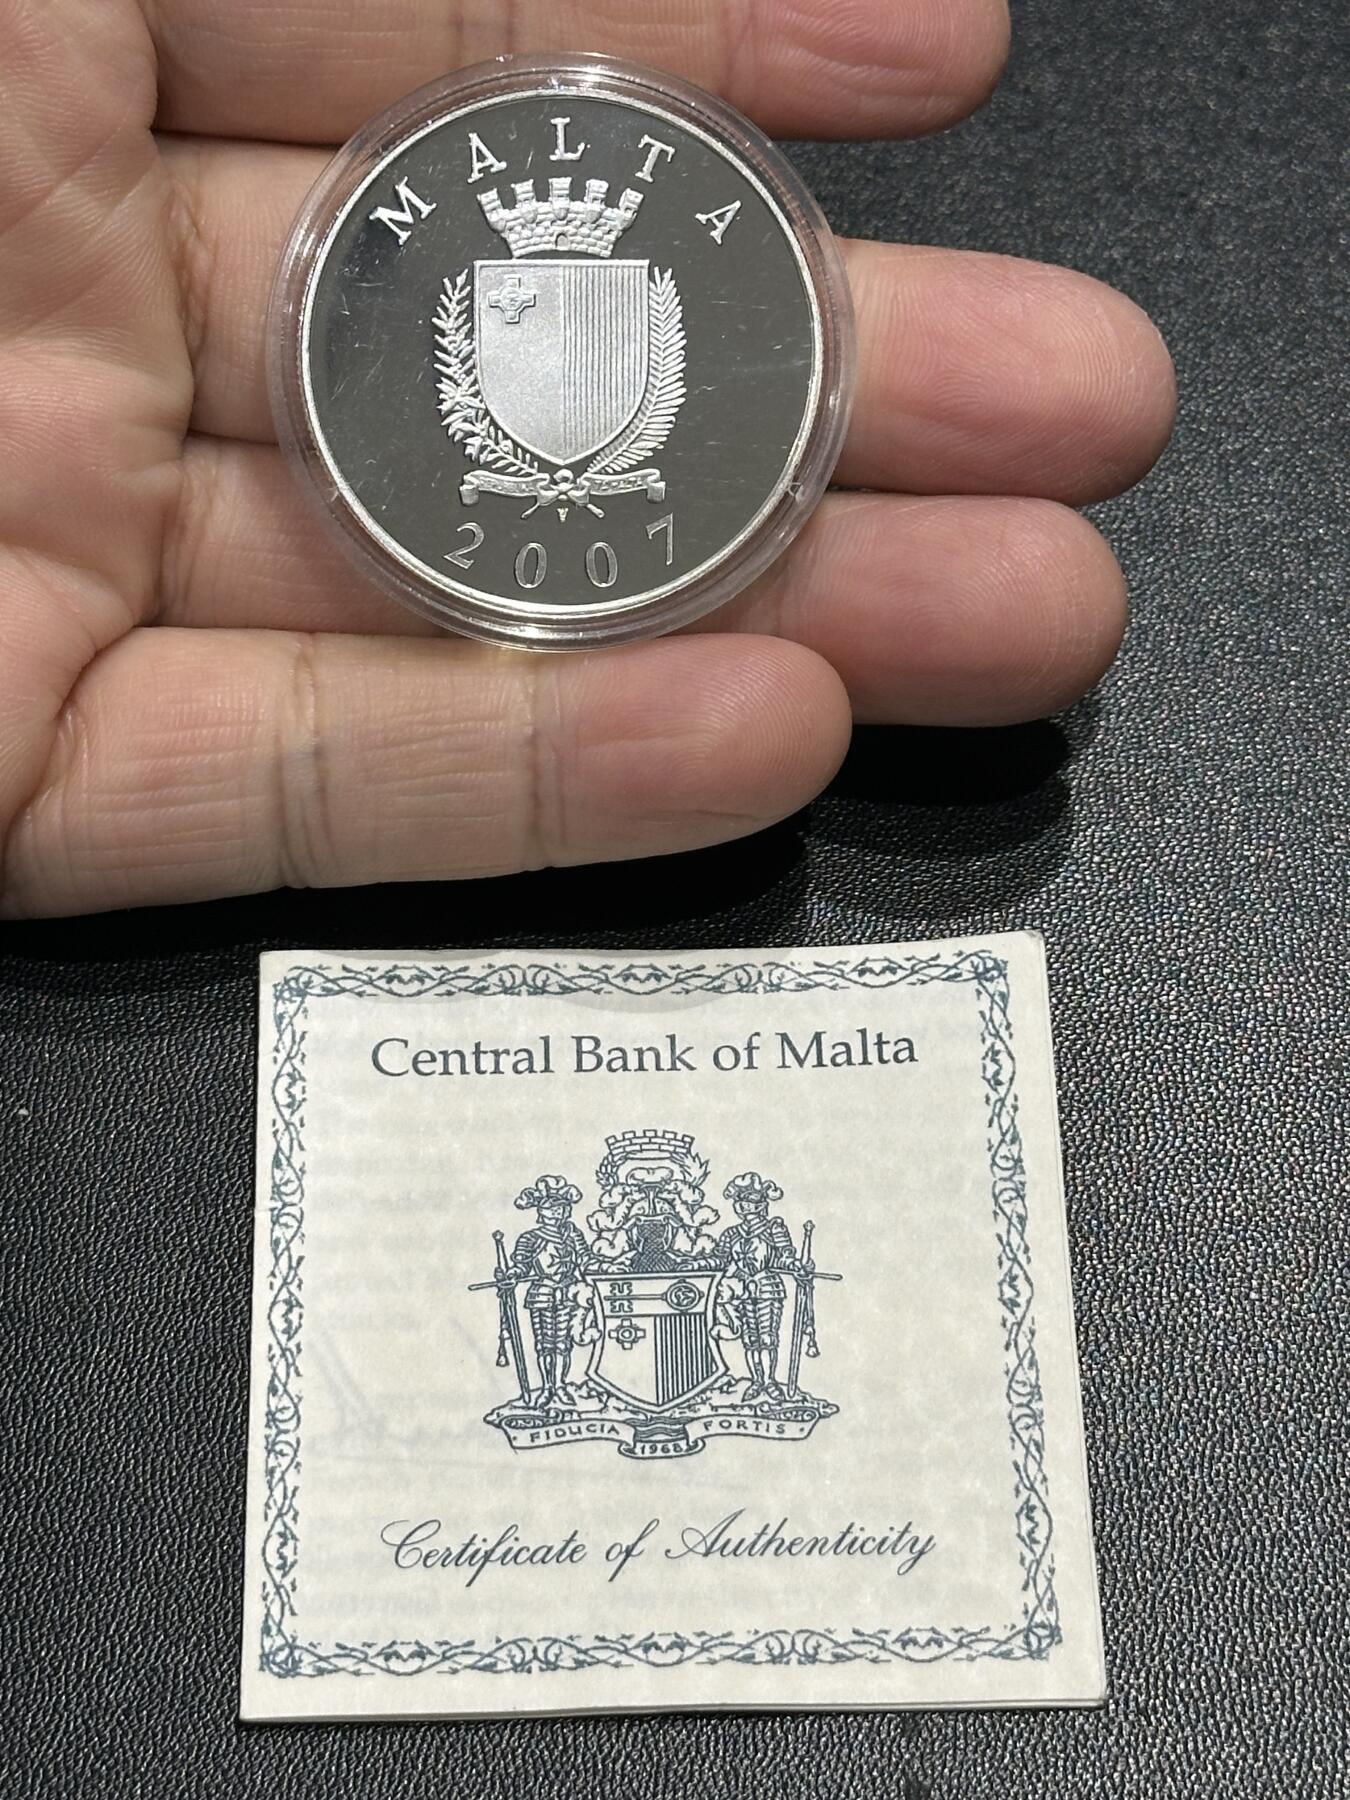 MALTA
2007
Central Bank of Malta
FIDUCIA 1968 FORTIS
Certificate of Authenticity